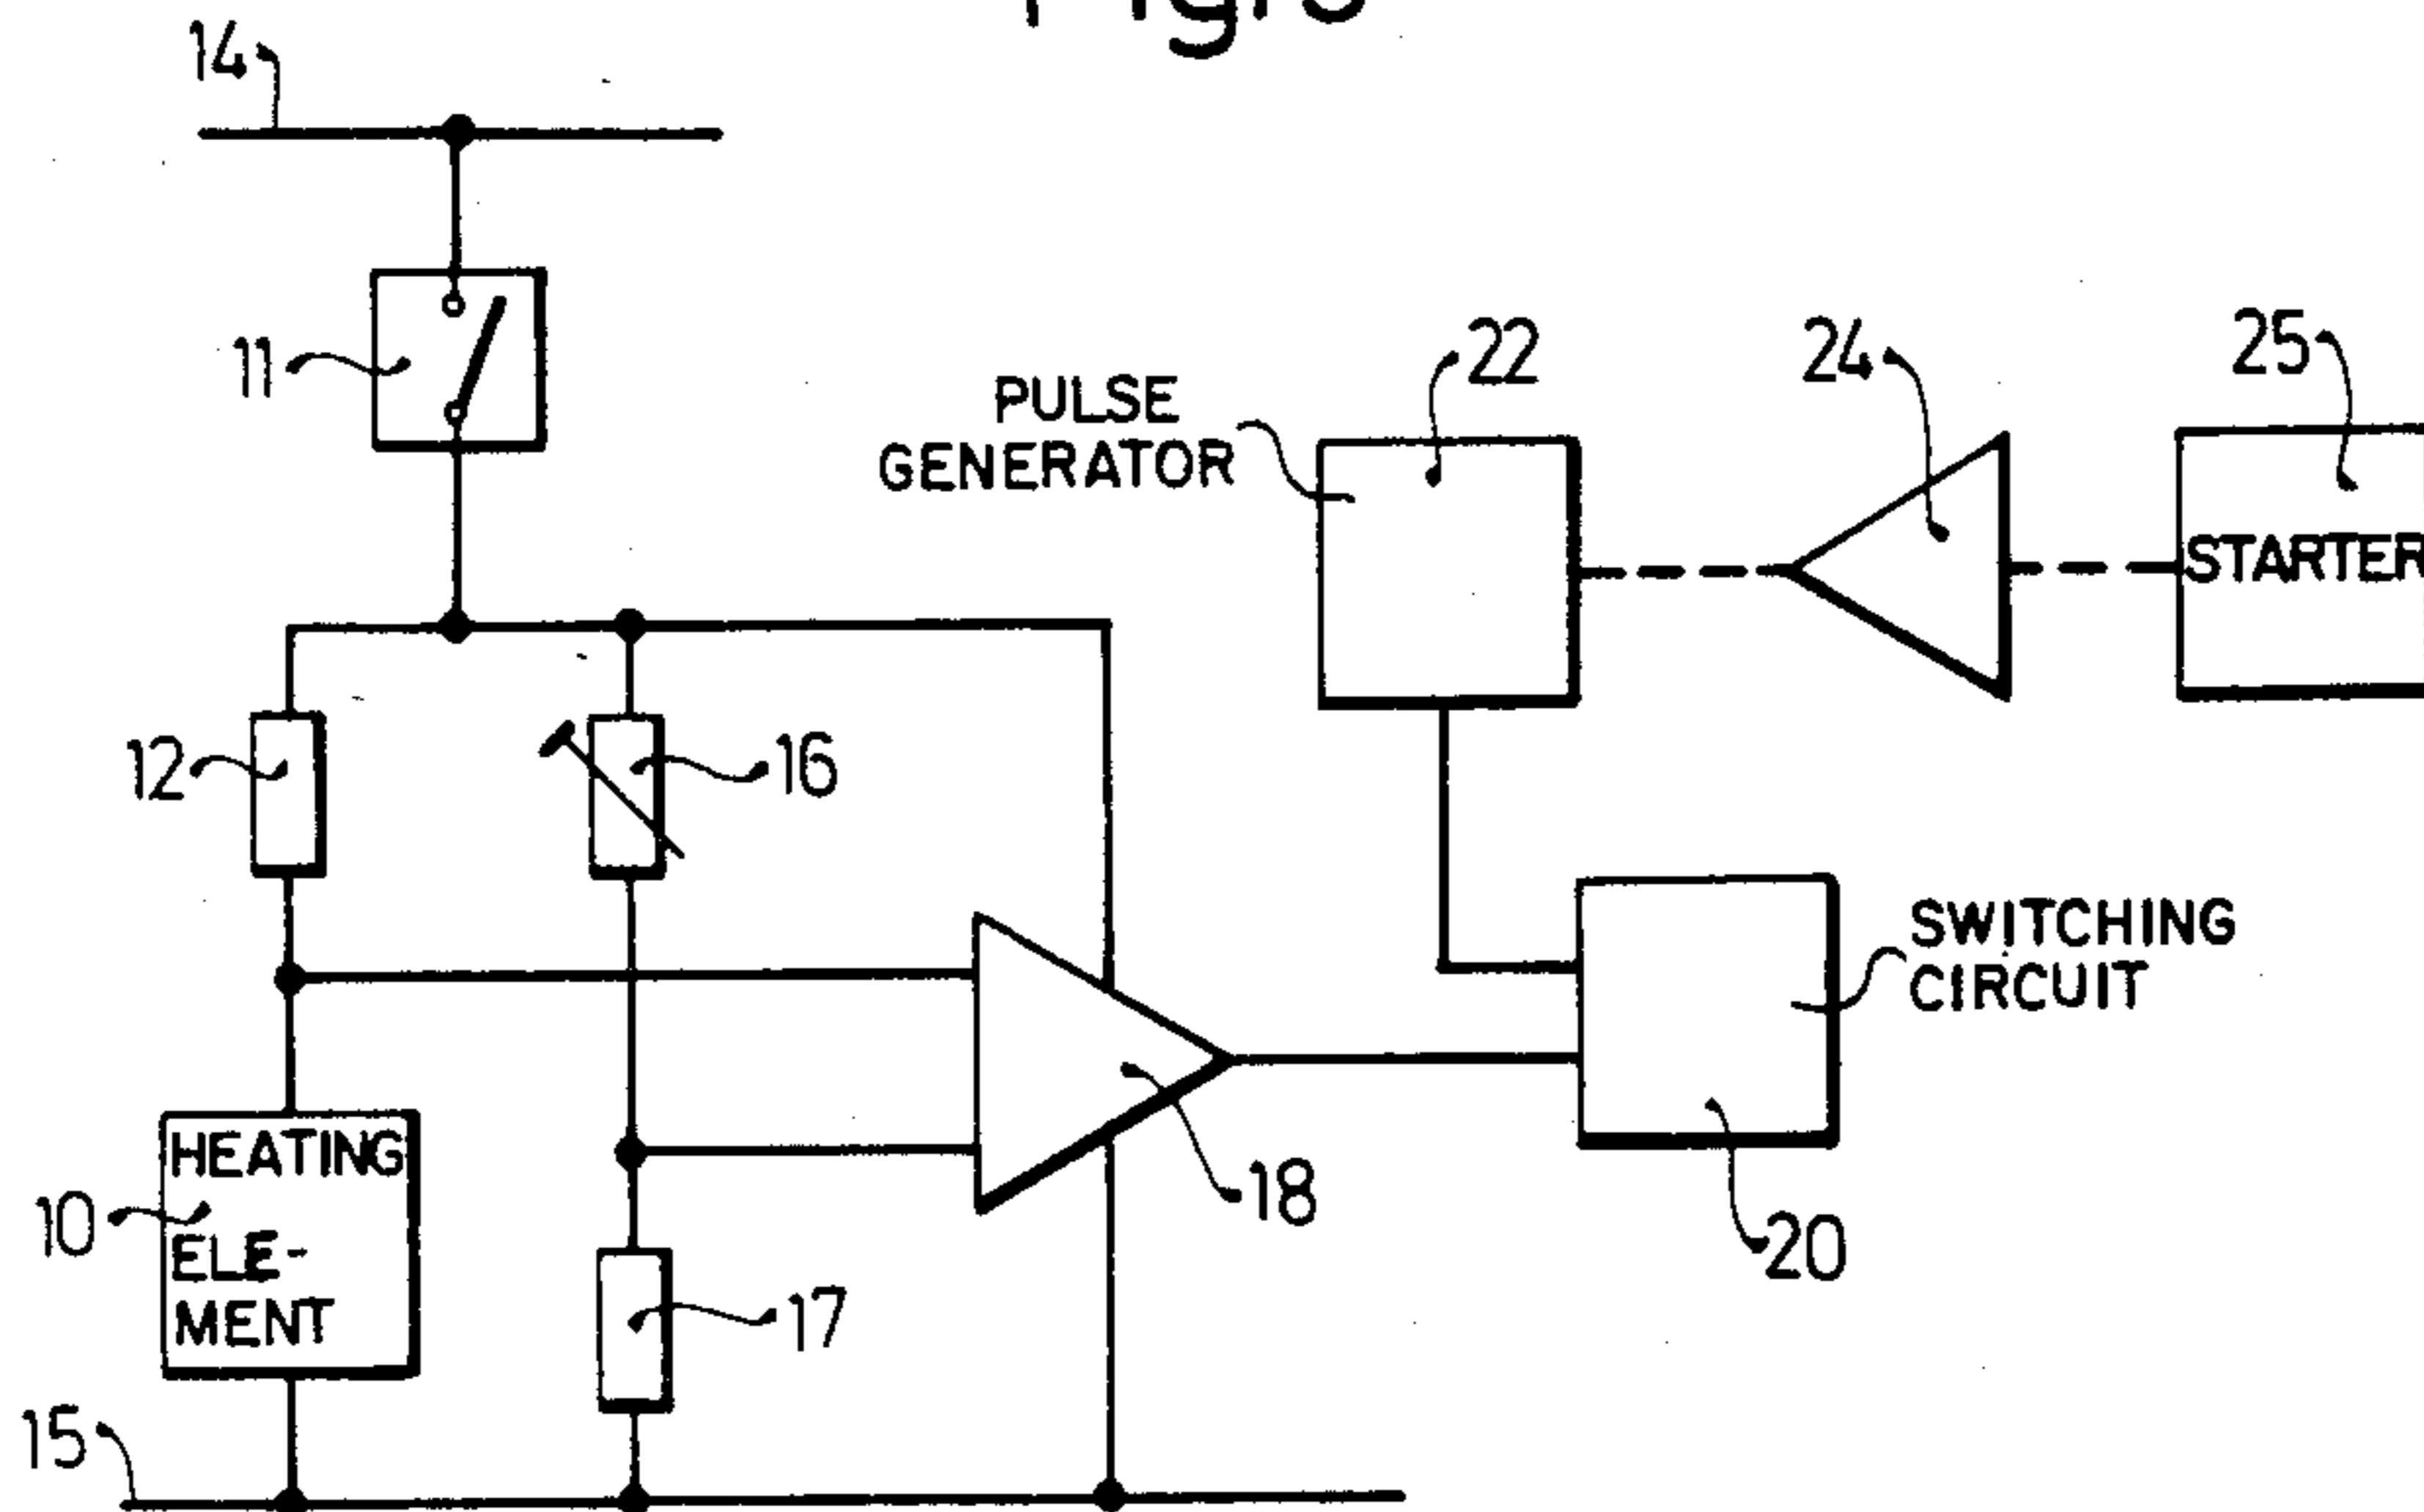 14
11
PULSE
GENERATOR
22
24
25
STARTER
12
16
SWITCHING
CIRCUIT
HEATING
10
ELE-
MENT
18
20
17
15